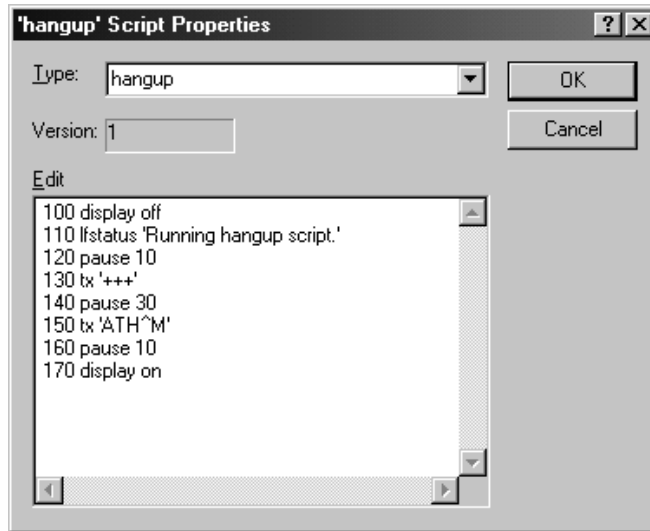 'hangup' Script Properties
Type: hangup
OK
Version: 1
Cancel
Edit
100 display off
110 lfstatus 'Running hangup script.'
120 pause 10
130 tx '+++'
140 pause 30
150 tx 'ATH^M'
160 pause 10
170 display on